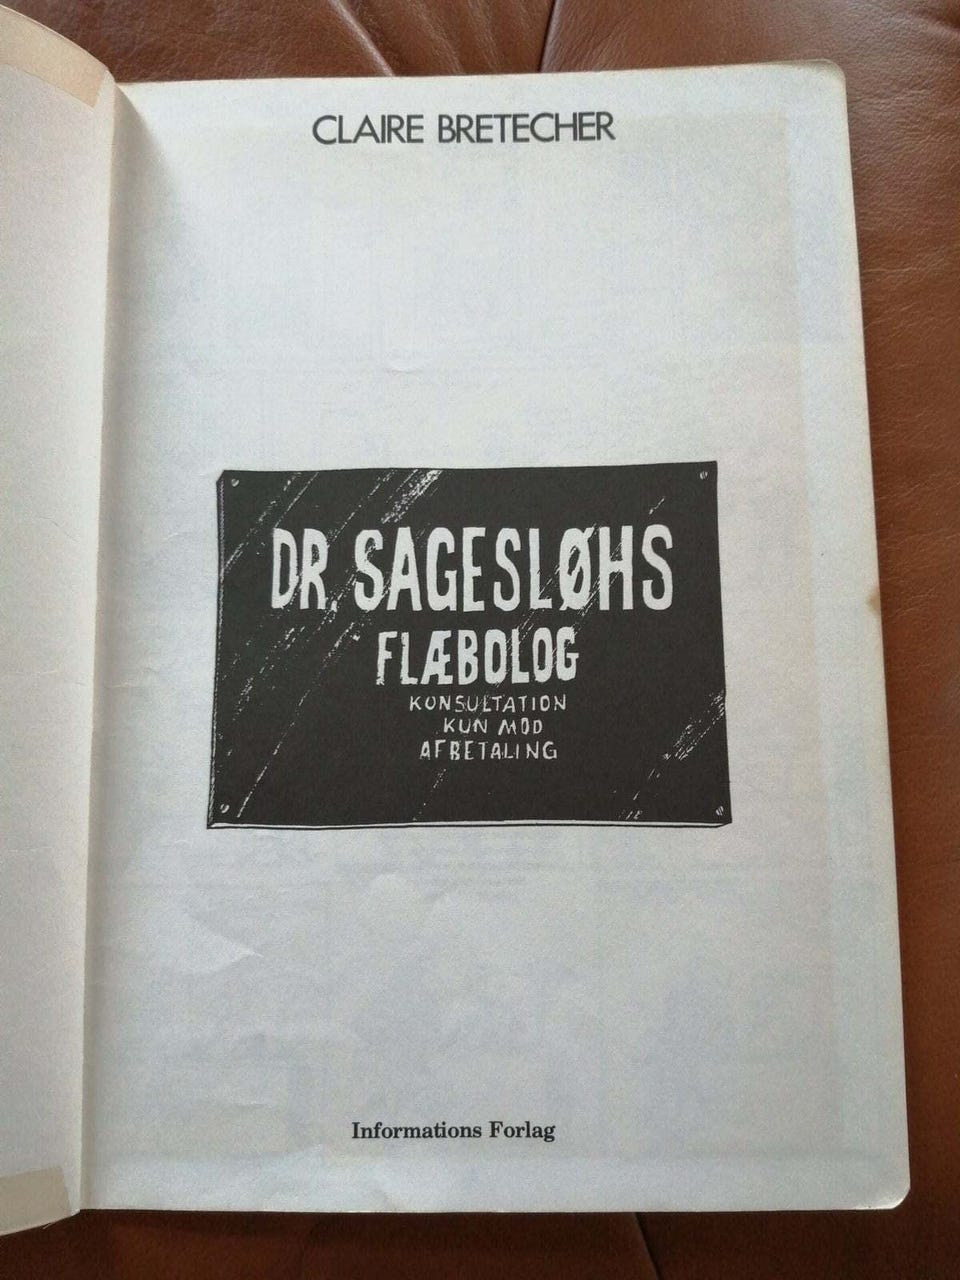 CLAIRE BRETECHER
DR. SAGESLØHS
FLÆBOLOG
KONSULTATION
KUN MOD
AFBETALING
Informations Forlag